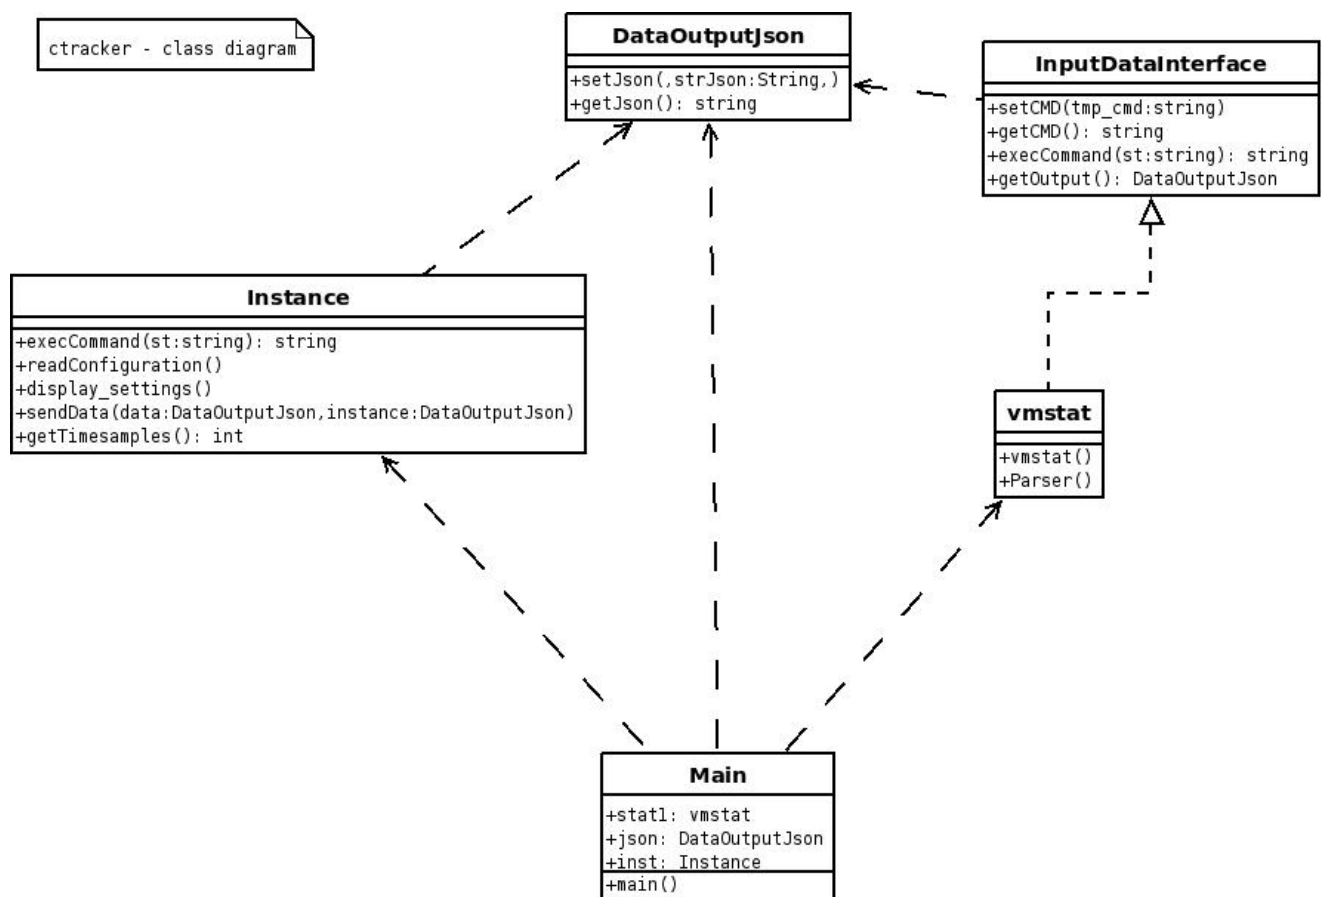 ctracker - class diagram
DataOutputJson
+setJson(,strJson:String,)
+getJson(): string
InputDataInterface
+setCMD(tmp_cmd:string)
+getCMD(): string
+execCommand(st:string): string
+getOutput(): DataOutputJson
Instance
+execCommand(st:string): string
+readConfiguration()
+display_settings()
+sendData(data:DataOutputJson,instance:DataOutputJson)
+getTimesamples(): int
vmstat
+vmstat()
+Parser()
Main
+stat1: vmstat
+json: DataOutputJson
+inst: Instance
+main()